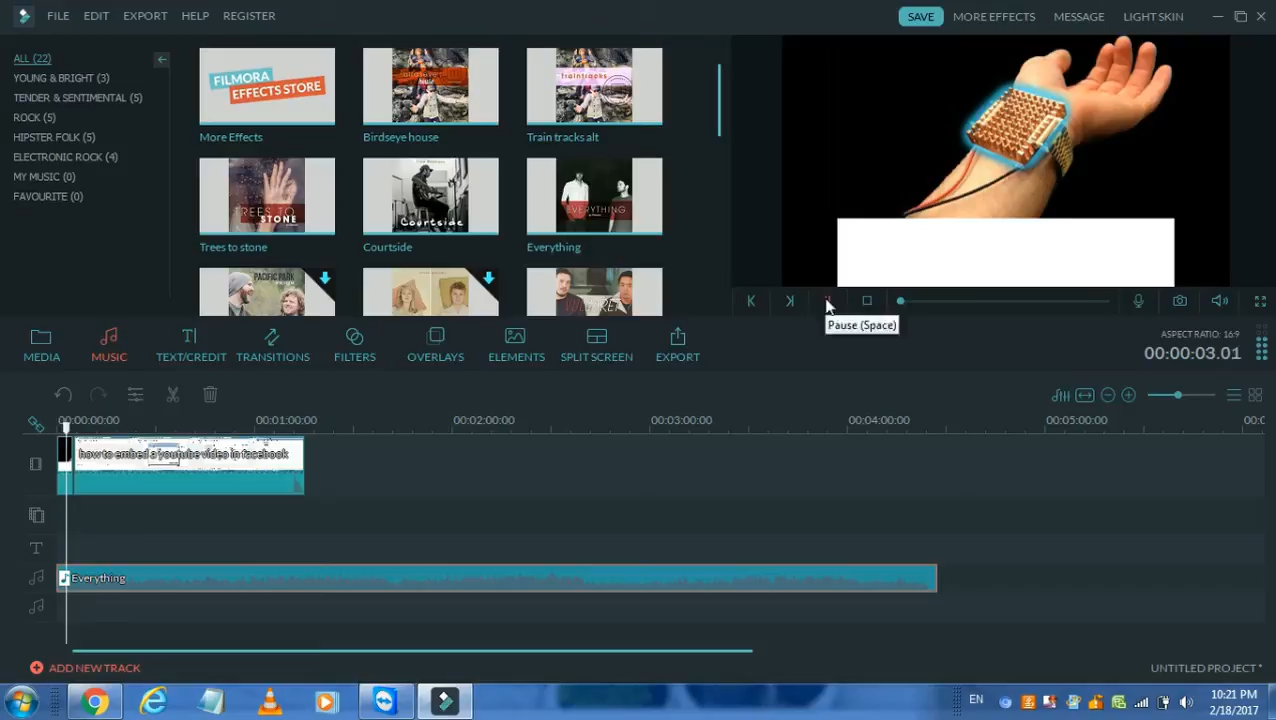 FILE EDIT EXPORT HELP REGISTER
SAVE MORE EFFECTS MESSAGE LIGHT SKIN
ALL (22)
YOUNG & BRIGHT (3)
TENDER & SENTIMENTAL (5)
ROCK (5)
HIPSTER FOLK (5)
ELECTRONIC ROCK (4)
MY MUSIC (0)
FAVOURITE (0)
FILMORA
EFFECTS STORE
More Effects
Birdseye house
traintracks
Train tracks alt
TREES TO
STONE
Trees to stone
Courtside
Courtside
EVERYTHING
Everything
PACIFIC PARK
Pause (Space)
MEDIA
MUSIC
TEXT/CREDIT
TRANSITIONS
FILTERS
OVERLAYS
ELEMENTS
SPLIT SCREEN
EXPORT
ASPECT RATIO: 16:9
00:00:03.01
00:00:00:00 00:01:00:00 00:02:00:00 00:03:00:00 00:04:00:00 00:05:00:00
how to embed a youtube video in facebook
T
Everything
ADD NEW TRACK
UNTITLED PROJECT *
EN
10:21 PM
2/18/2017